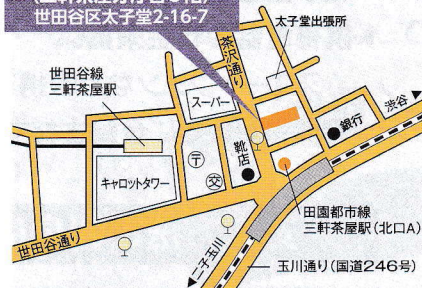 世田谷区太子堂2-16-7
太子堂出張所
茶沢通り
世田谷線
三軒茶屋駅
スーパー
渋谷
銀行
靴店
〒
交
キャロットタワー
田園都市線
三軒茶屋駅(北口A)
世田谷通り
二子玉川
玉川通り(国道246号)